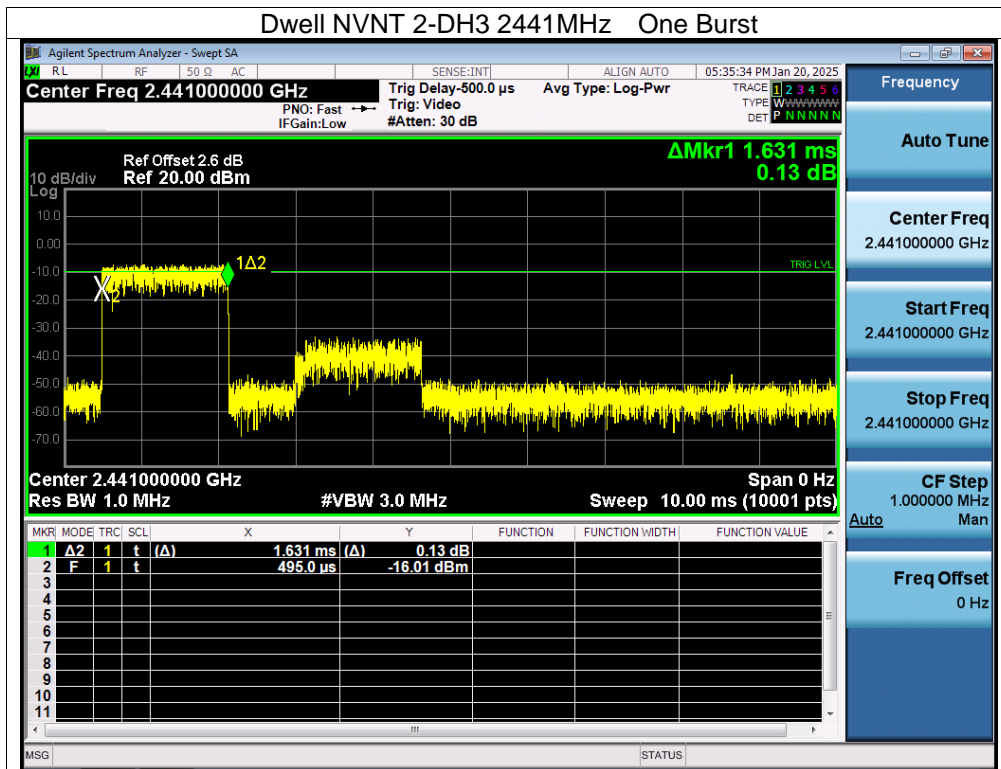 Dwell NVNT 2-DH3 2441MHz One Burst
Agilent Spectrum Analyzer - Swept SA
LXI RL RF 50 Ω AC SENSE:INT ALIGN AUTO 05:35:34 PM Jan 20, 2025
Center Freq 2.441000000 GHz Trig Delay-500.0 µs Avg Type: Log-Pwr TRACE 1 2 3 4 5 6
PNO: Fast Trig: Video TYPE WWWWWW
IFGain:Low #Atten: 30 dB DET P N N N N N
Frequency
Auto Tune
Center Freq
2.441000000 GHz
Start Freq
2.441000000 GHz
Stop Freq
2.441000000 GHz
CF Step
1.000000 MHz
Auto Man
Freq Offset
0 Hz
ΔMkr1 1.631 ms
0.13 dB
Ref Offset 2.6 dB
10 dB/div Ref 20.00 dBm
Log
10.0
0.00
-10.0
-20.0
-30.0
-40.0
-50.0
-60.0
-70.0
1Δ2
2
TRIG LVL
Center 2.441000000 GHz Span 0 Hz
Res BW 1.0 MHz #VBW 3.0 MHz Sweep 10.00 ms (10001 pts)
MKR MODE TRC SCL X Y FUNCTION FUNCTION WIDTH FUNCTION VALUE
1 Δ2 1 t (Δ) 1.631 ms (Δ) 0.13 dB
2 F 1 t 495.0 µs -16.01 dBm
3
4
5
6
7
8
9
10
11
MSG STATUS